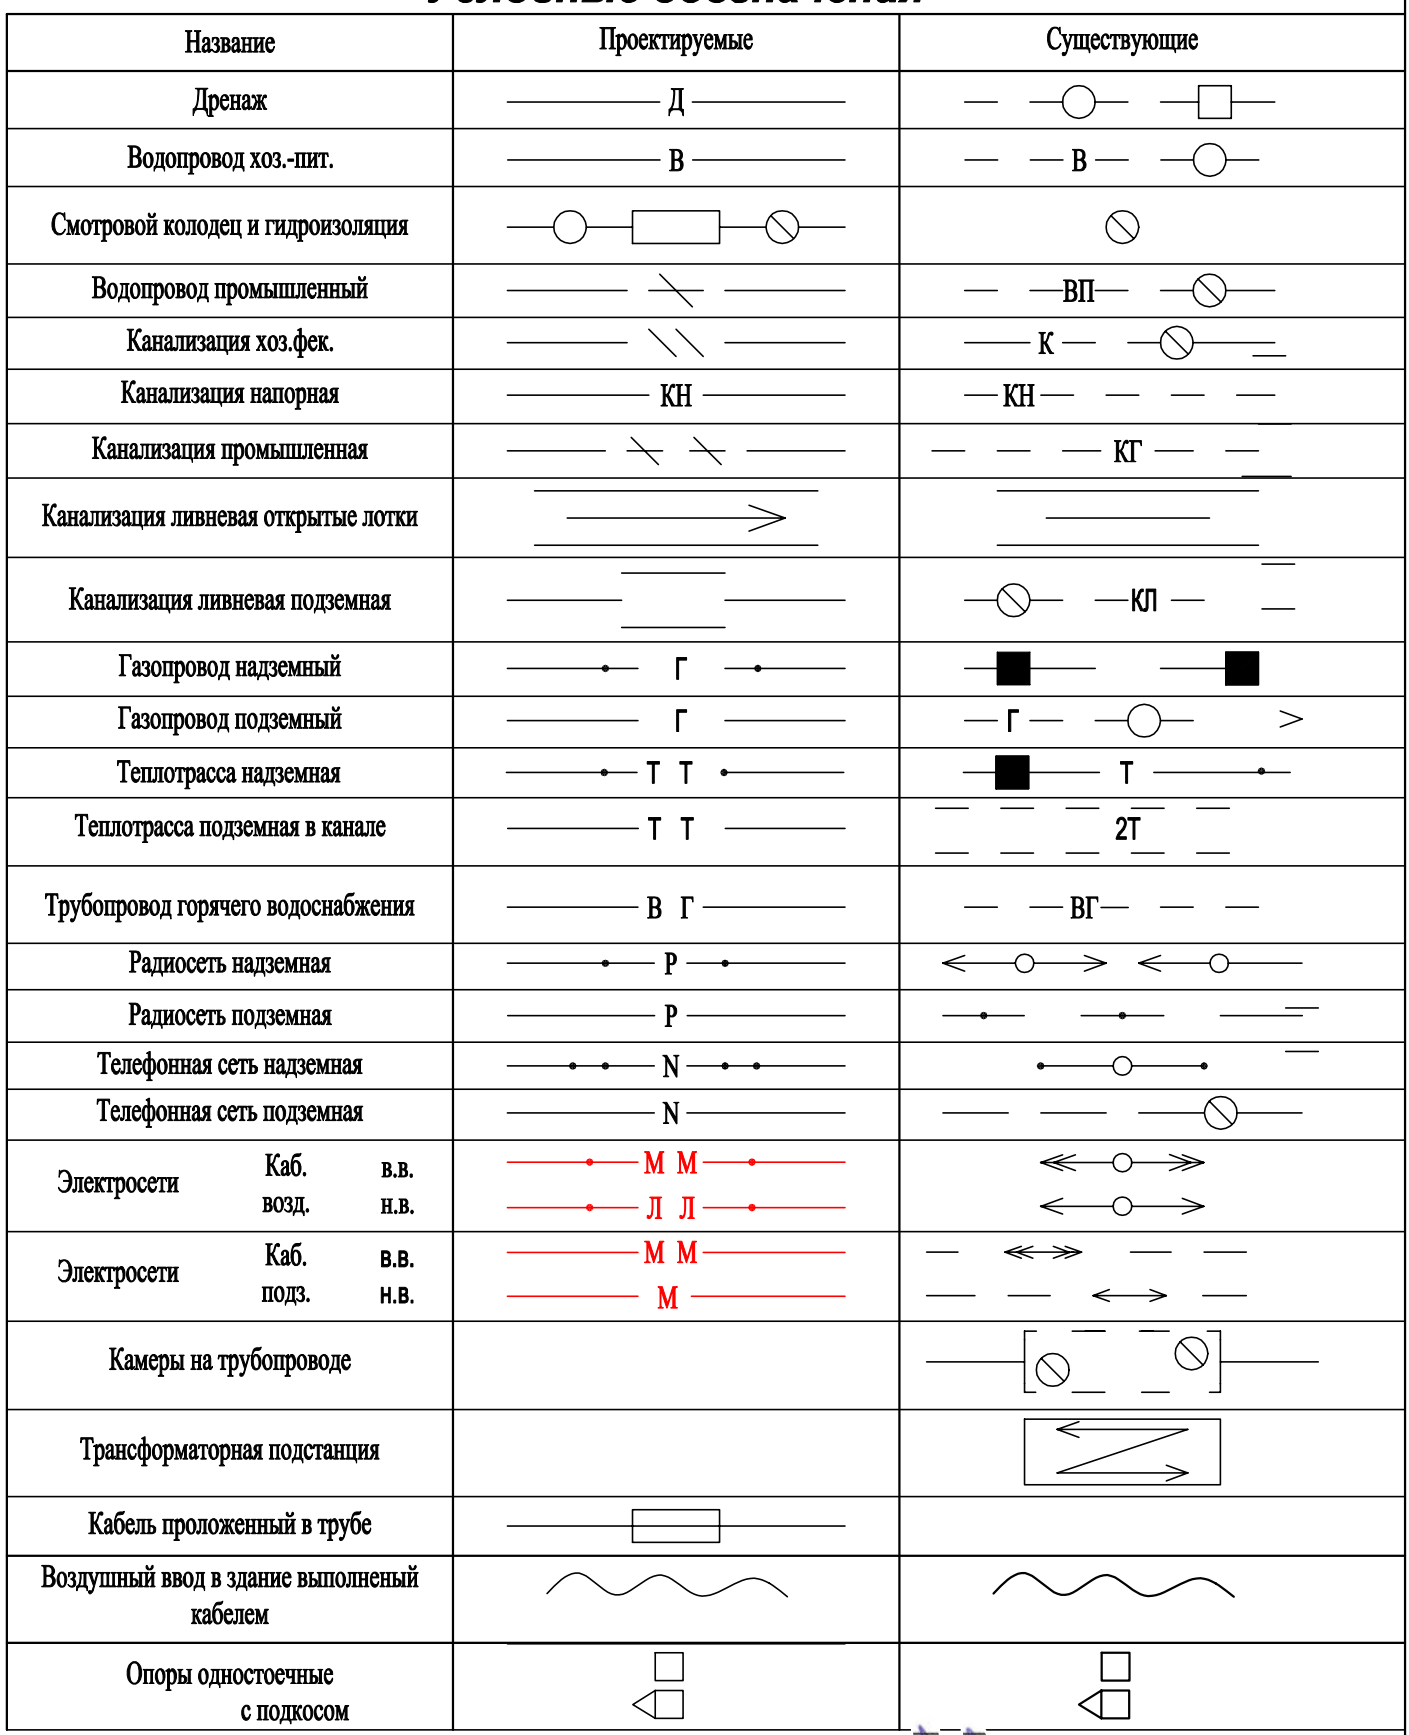 Название Проектируемые Существующие
Дренаж Д
Водопровод хоз.-пит. В В
Смотровой колодец и гидроизоляция
Водопровод промышленный ВП
Канализация хоз.фек. К
Канализация напорная КН КН
Канализация промышленная КГ
Канализация ливневая открытые лотки
Канализация ливневая подземная КЛ
Газопровод надземный Г
Газопровод подземный Г Г
Теплотрасса надземная Т Т Т
Теплотрасса подземная в канале Т Т 2Т
Трубопровод горячего водоснабжения В Г ВГ
Радиосеть надземная Р
Радиосеть подземная Р
Телефонная сеть надземная N
Телефонная сеть подземная N
Электросети Каб. в.в. М М
возд. н.в. Л Л
Электросети Каб. в.в. М М
подз. н.в. М
Камеры на трубопроводе
Трансформаторная подстанция
Кабель проложенный в трубе
Воздушный ввод в здание выполненый
кабелем
Опоры одностоечные
с подкосом